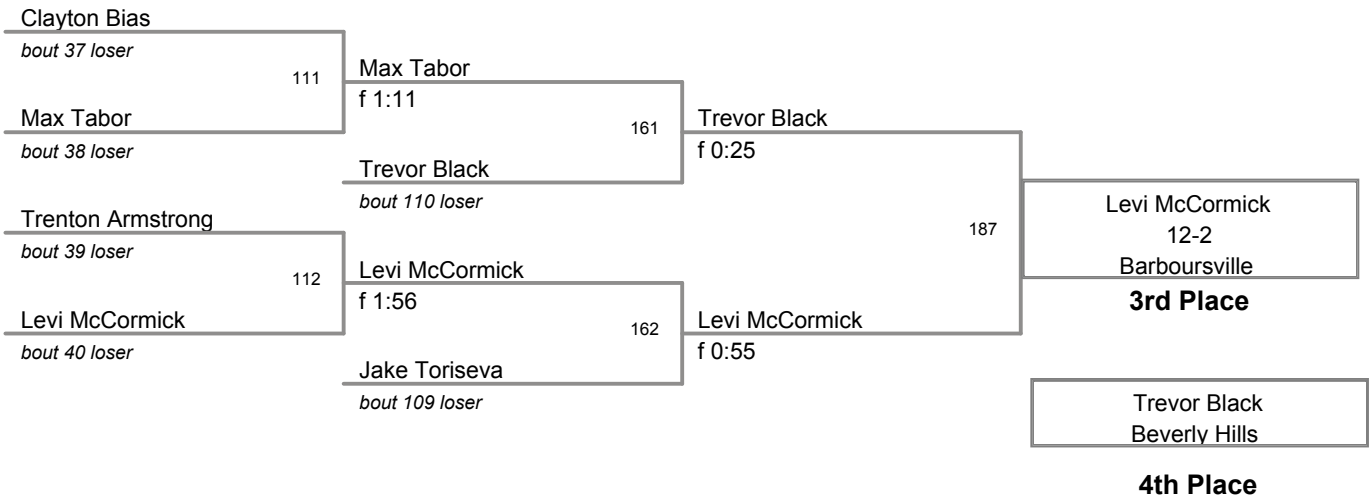 Clayton Bias
bout 37 loser
111
Max Tabor
f 1:11
Max Tabor
bout 38 loser
161
Trevor Black
f 0:25
Trevor Black
bout 110 loser
Trenton Armstrong
bout 39 loser
187
Levi McCormick
12-2
Barboursville
3rd Place
112
Levi McCormick
f 1:56
Levi McCormick
bout 40 loser
162
Levi McCormick
f 0:55
Jake Toriseva
bout 109 loser
Trevor Black
Beverly Hills
4th Place